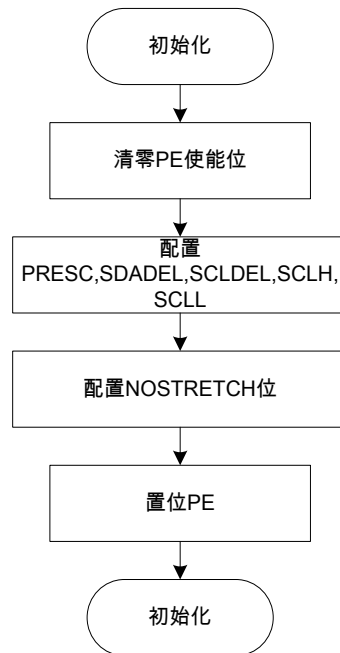 初始化
清零PE使能位
配置
PRESC,SDADEL,SCLDEL,SCLH,
SCLL
配置NOSTRETCH位
置位PE
初始化